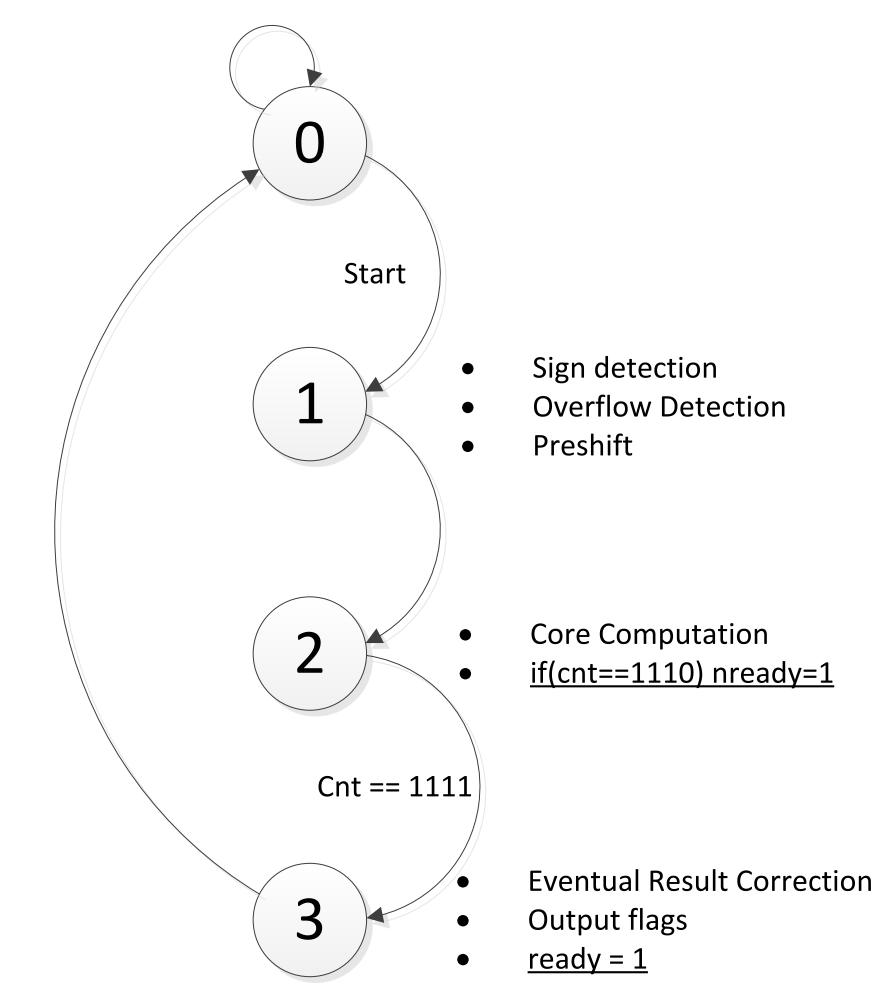 0
Start
1
• Sign detection
• Overflow Detection
• Preshift
2
• Core Computation
• if(cnt==1110) nready=1
Cnt == 1111
3
• Eventual Result Correction
• Output flags
• ready = 1